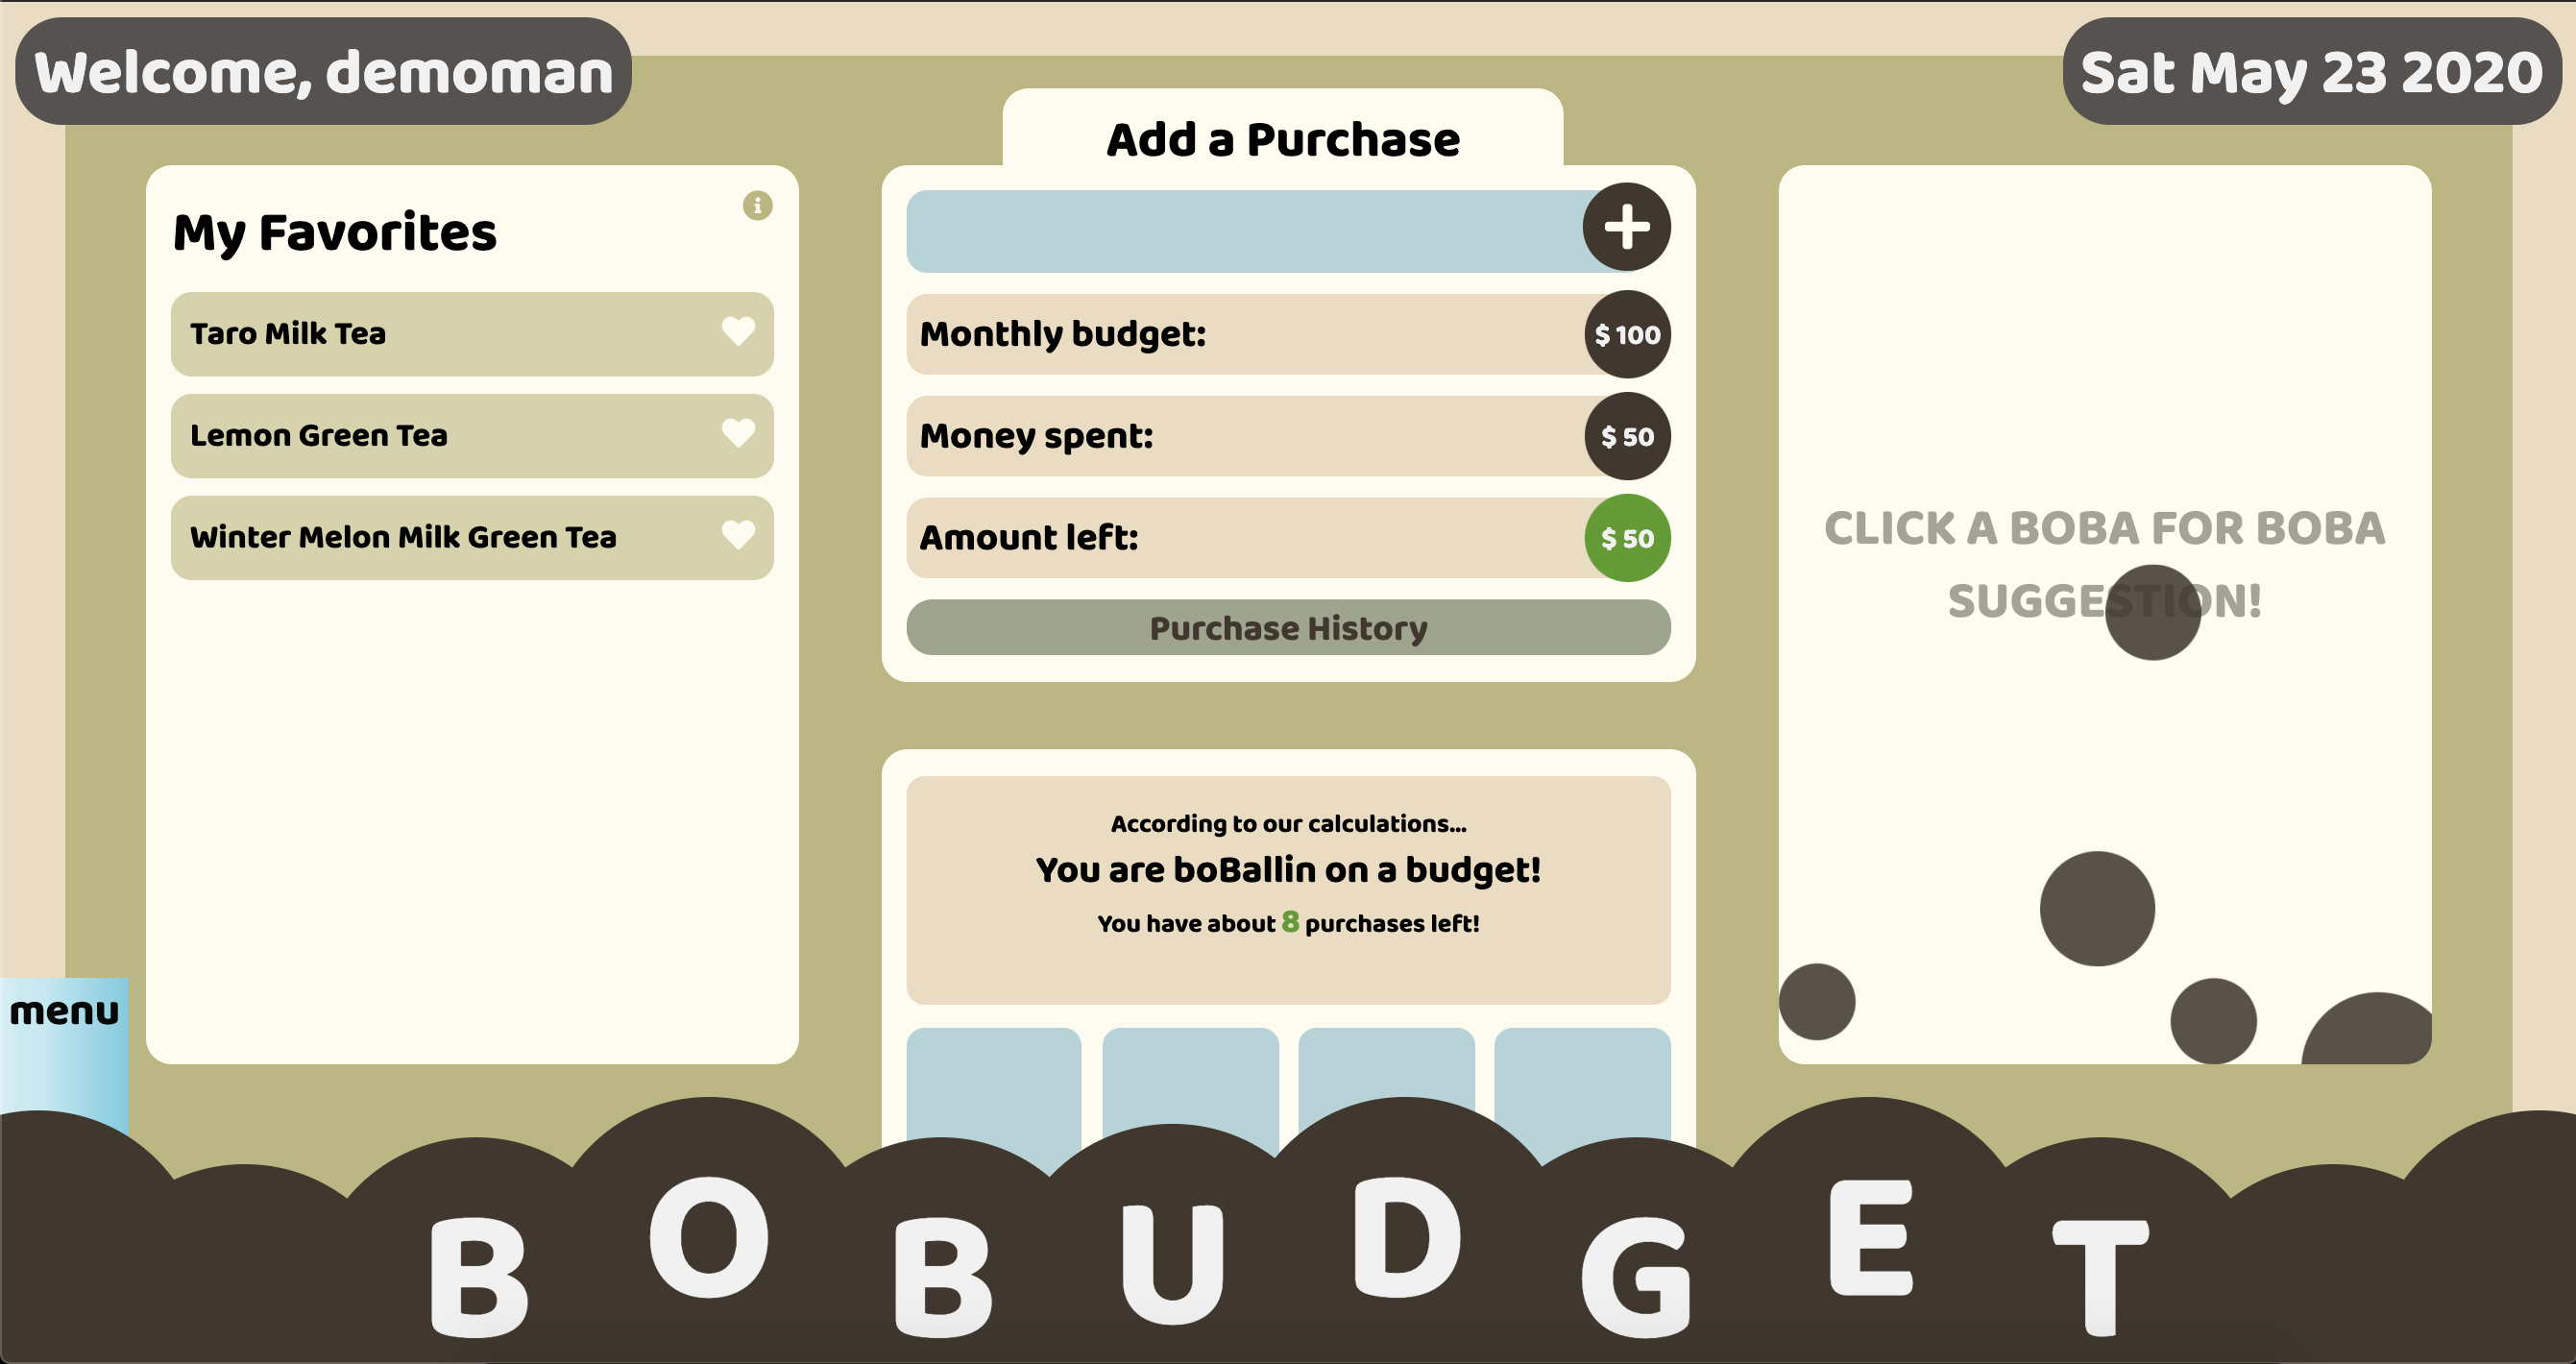 Welcome, demoman
Sat May 23 2020
My Favorites
Taro Milk Tea
Lemon Green Tea
Winter Melon Milk Green Tea
Add a Purchase
Monthly budget:
$ 100
Money spent:
$ 50
Amount left:
$ 50
Purchase History
According to our calculations...
You are boBallin on a budget!
You have about 8 purchases left!
CLICK A BOBA FOR BOBA
SUGGESTION!
menu
BOBUDGET